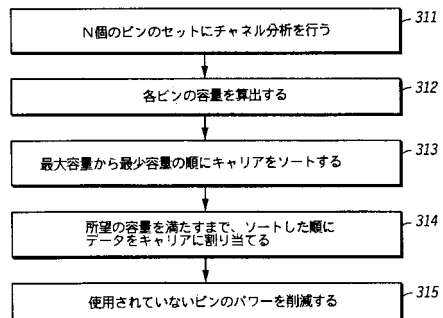 N個のビンのセットにチャネル分析を行う
311
各ビンの容量を算出する
312
最大容量から最少容量の順にキャリアをソートする
313
所望の容量を満たすまで、ソートした順に
データをキャリアに割り当てる
314
使用されていないビンのパワーを削減する
315